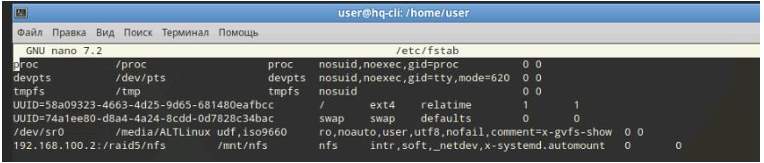 user@hq-cli: /home/user
Файл Правка Вид Поиск Терминал Помощь
GNU nano 7.2 /etc/fstab
proc /proc proc nosuid,noexec,gid=proc 0 0
devpts /dev/pts devpts nosuid,noexec,gid=tty,mode=620 0 0
tmpfs /tmp tmpfs nosuid 0 0
UUID=58a09323-4663-4d25-9d65-681480eafbcc / ext4 relatime 1 1
UUID=74a1ee80-d8a4-4a24-8cdd-0d7828c34bac swap swap defaults 0 0
/dev/sr0 /media/ALTLinux udf,iso9660 ro,noauto,user,utf8,nofail,comment=x-gvfs-show 0 0
192.168.100.2:/raid5/nfs /mnt/nfs nfs intr,soft,_netdev,x-systemd.automount 0 0